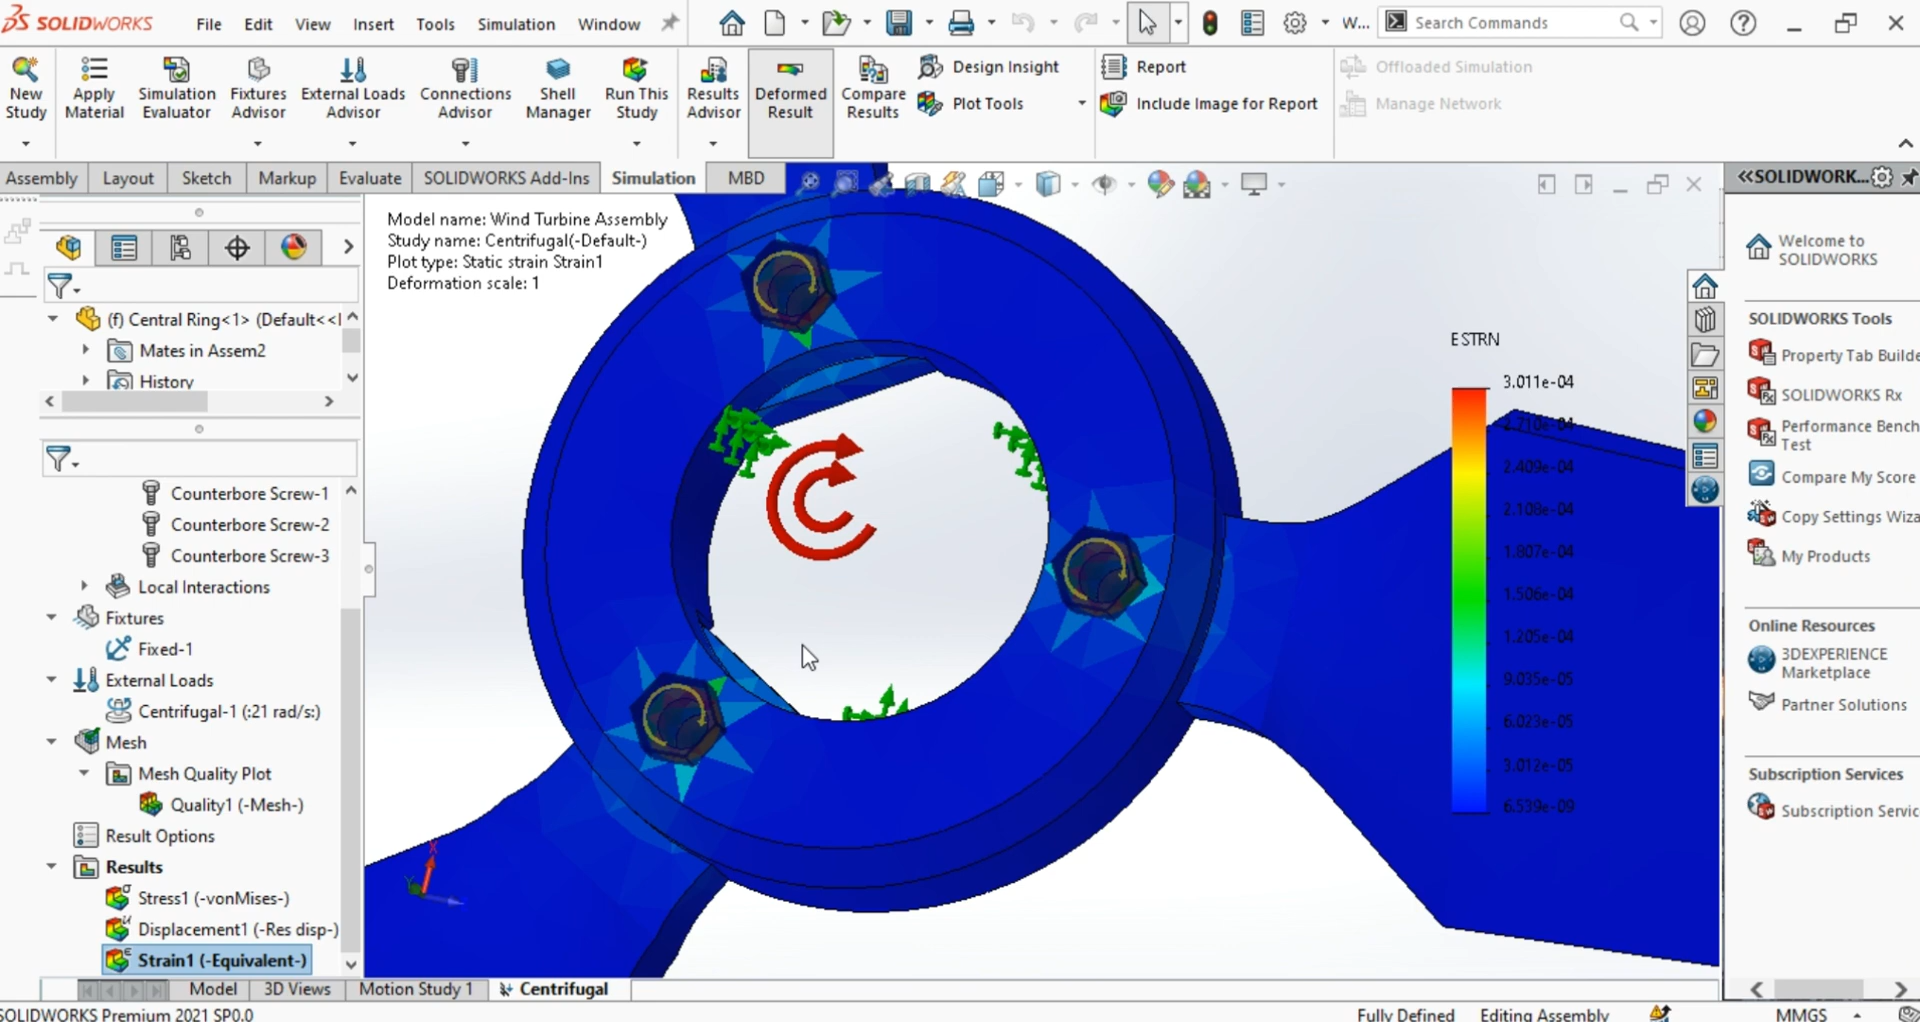 SOLIDWORKS
File Edit View Insert Tools Simulation Window
W... Search Commands
New Study
Apply Material
Simulation Evaluator
Fixtures Advisor
External Loads Advisor
Connections Advisor
Shell Manager
Run This Study
Results Advisor
Deformed Result
Compare Results
Design Insight
Plot Tools
Report
Include Image for Report
Offloaded Simulation
Manage Network
Assembly Layout Sketch Markup Evaluate SOLIDWORKS Add-Ins Simulation MBD
(f) Central Ring<1> (Default<<I
Mates in Assem2
History
Counterbore Screw-1
Counterbore Screw-2
Counterbore Screw-3
Local Interactions
Fixtures
Fixed-1
External Loads
Centrifugal-1 (:21 rad/s:)
Mesh
Mesh Quality Plot
Quality1 (-Mesh-)
Result Options
Results
Stress1 (-vonMises-)
Displacement1 (-Res disp-)
Strain1 (-Equivalent-)
Model name: Wind Turbine Assembly
Study name: Centrifugal(-Default-)
Plot type: Static strain Strain1
Deformation scale: 1
ESTRN
3.011e-04
2.710e-04
2.409e-04
2.108e-04
1.807e-04
1.506e-04
1.205e-04
9.035e-05
6.023e-05
3.012e-05
6.539e-09
«SOLIDWORK...
Welcome to
SOLIDWORKS
SOLIDWORKS Tools
Property Tab Builde
SOLIDWORKS Rx
Performance Bench
Test
Compare My Score
Copy Settings Wiza
My Products
Online Resources
3DEXPERIENCE
Marketplace
Partner Solutions
Subscription Services
Subscription Servic
Model 3D Views Motion Study 1 Centrifugal
SOLIDWORKS Premium 2021 SP0.0
Fully Defined Editing Assembly MMGS